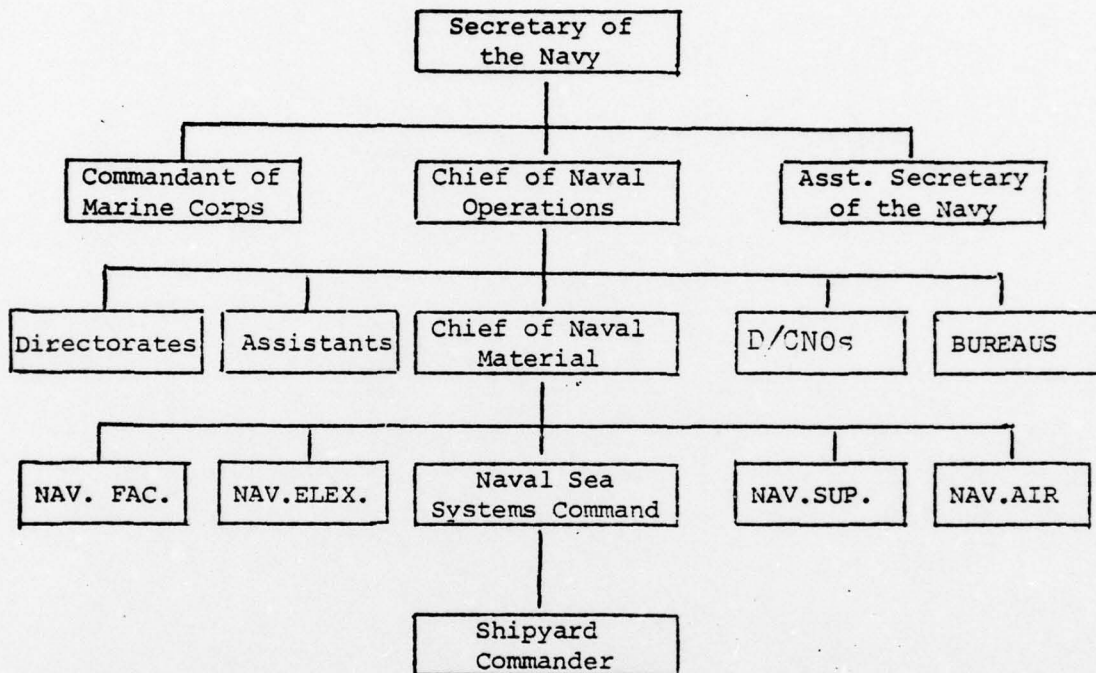 Secretary of
the Navy
Commandant of
Marine Corps
Chief of Naval
Operations
Asst. Secretary
of the Navy
Directorates
Assistants
Chief of Naval
Material
D/CNOs
BUREAUS
NAV. FAC.
NAV.ELEX.
Naval Sea
Systems Command
NAV.SUP.
NAV.AIR
Shipyard
Commander